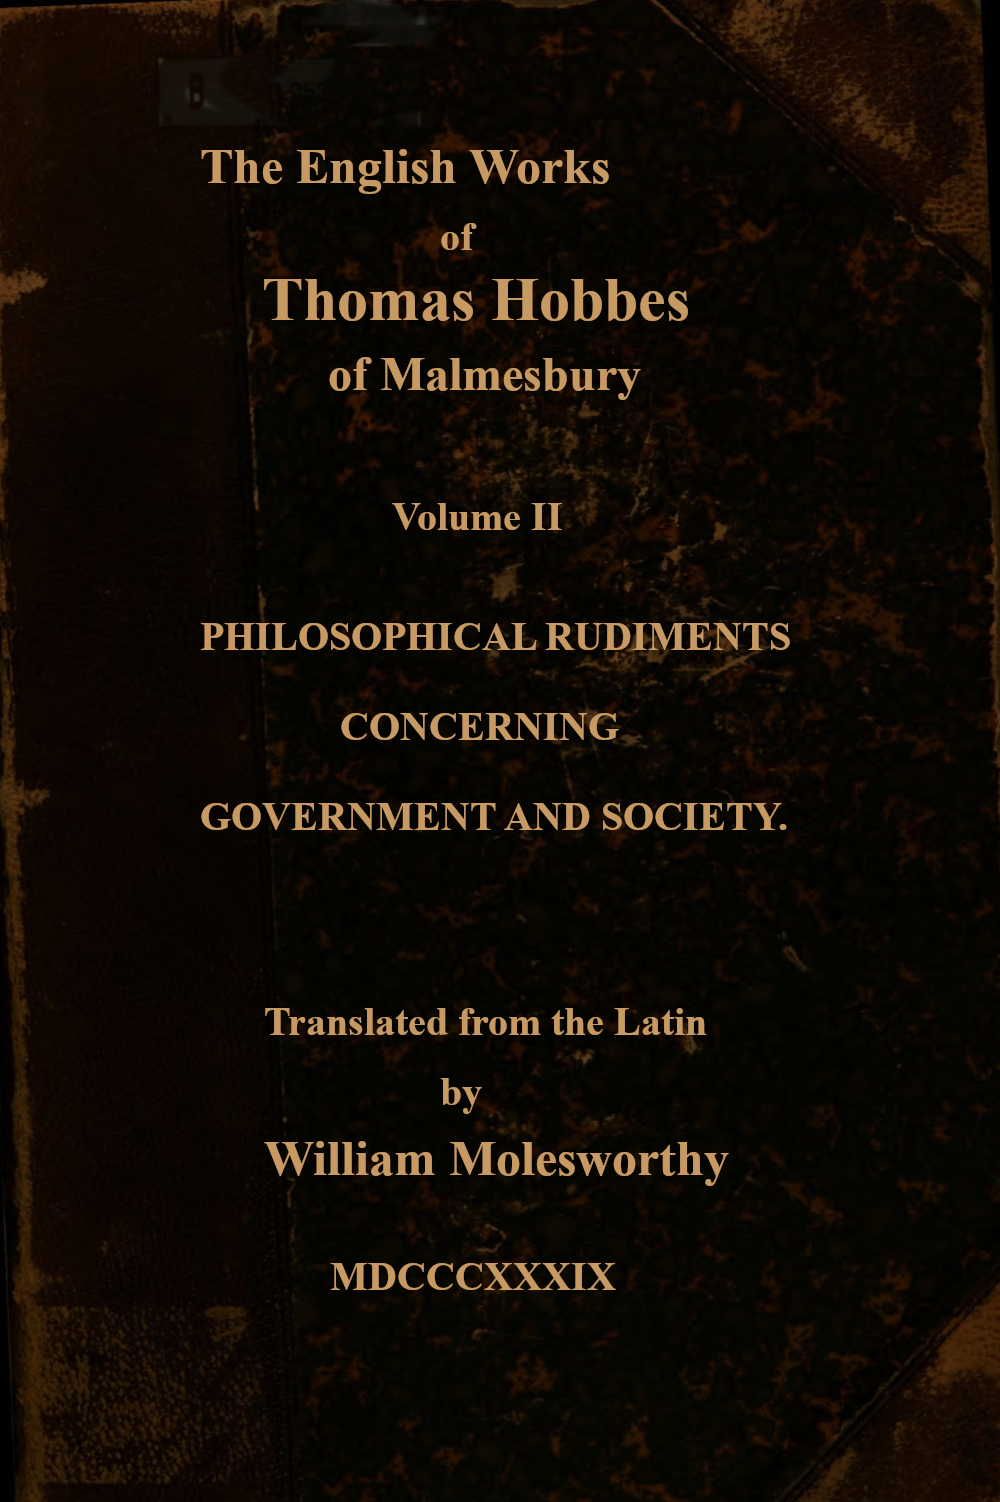 B
The English Works
of
Thomas Hobbes
of Malmesbury
Volume II
PHILOSOPHICAL RUDIMENTS
CONCERNING
GOVERNMENT AND SOCIETY.
Translated from the Latin
by
William Molesworthy
MDCCCXXXIX